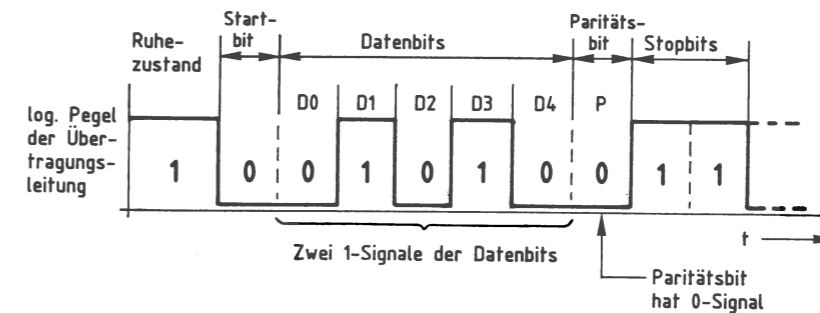 Start-
bit
Paritäts-
bit
Ruhe-
zustand
Datenbits
Stopbits
D0 D1 D2 D3 D4 P
log. Pegel
der Über-
tragungs-
leitung
1 0 0 1 0 1 0 0 1 1
t
Zwei 1-Signale der Datenbits
Paritätsbit
hat 0-Signal